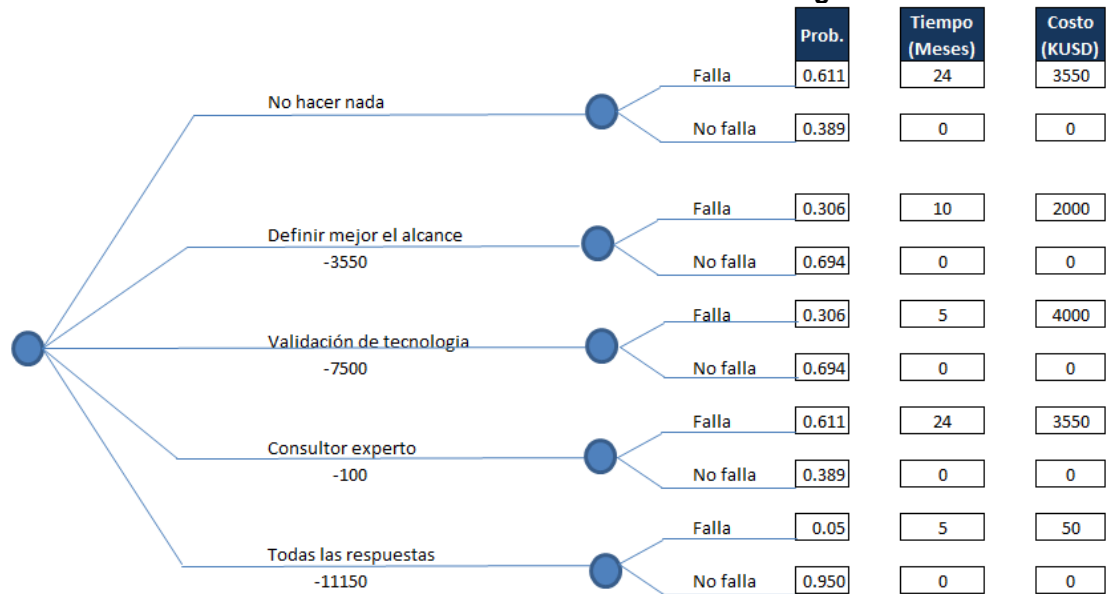 Prob. Tiempo (Meses) Costo (KUSD)
Falla 0.611 24 3550
No hacer nada
No falla 0.389 0 0
Falla 0.306 10 2000
Definir mejor el alcance
-3550
No falla 0.694 0 0
Falla 0.306 5 4000
Validación de tecnologia
-7500
No falla 0.694 0 0
Falla 0.611 24 3550
Consultor experto
-100
No falla 0.389 0 0
Falla 0.05 5 50
Todas las respuestas
-11150
No falla 0.950 0 0